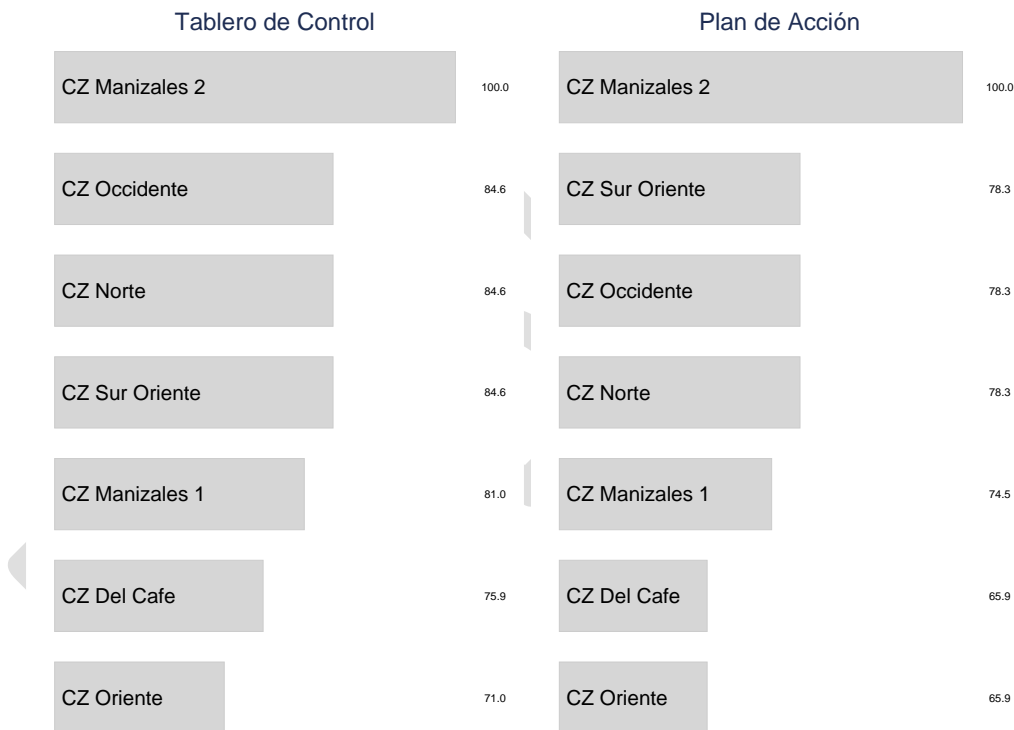 Tablero de Control
CZ Manizales 2 100.0
CZ Occidente 84.6
CZ Norte 84.6
CZ Sur Oriente 84.6
CZ Manizales 1 81.0
CZ Del Cafe 75.9
CZ Oriente 71.0
Plan de Acción
CZ Manizales 2 100.0
CZ Sur Oriente 78.3
CZ Occidente 78.3
CZ Norte 78.3
CZ Manizales 1 74.5
CZ Del Cafe 65.9
CZ Oriente 65.9